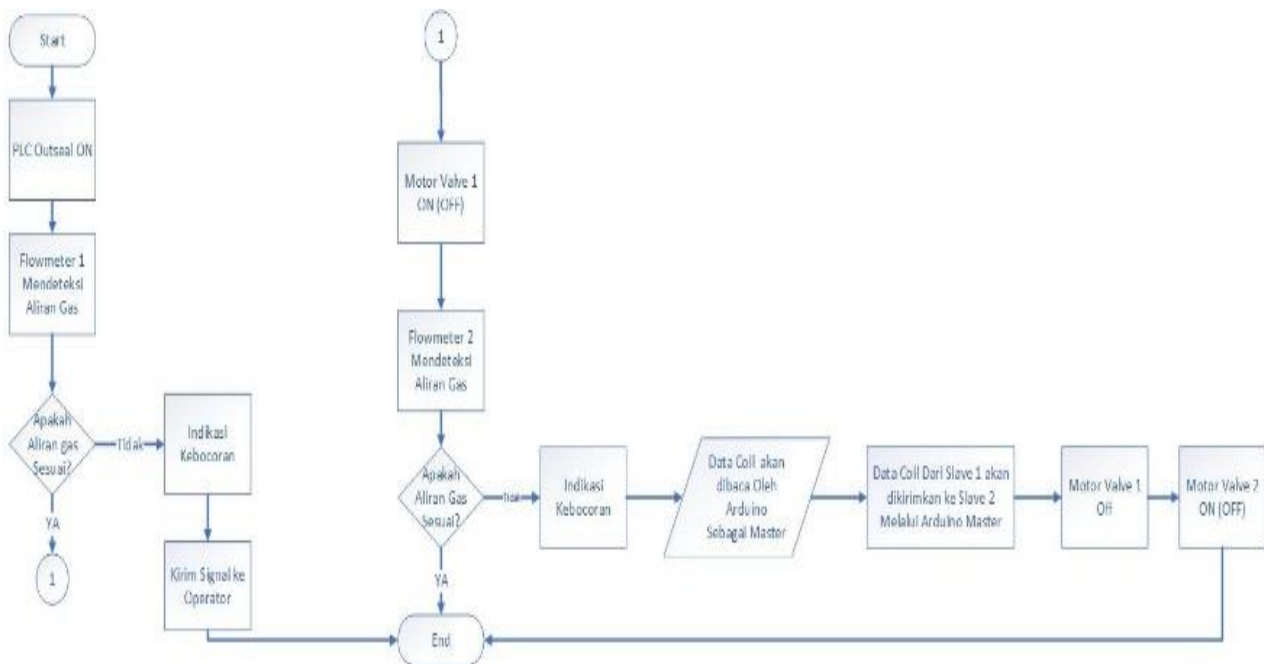 Start
PLC Outseal ON
Flowmeter 1
Mendeteksi
Aliran Gas
Apakah
Aliran gas
Sesuai?
Tidak
Indikasi
Kebocoran
Kirim Signal ke
Operator
YA
1
1
Motor Valve 1
ON (OFF)
Flowmeter 2
Mendeteksi
Aliran Gas
Apakah
Aliran Gas
Sesuai?
Tidak
Indikasi
Kebocoran
Data Coil akan
dibaca Oleh
Arduino
Sebagai Master
Data Coil Dari Slave 1 akan
dikirimkan ke Slave 2
Melalui Arduino Master
Motor Valve 1
Off
Motor Valve 2
ON (OFF)
YA
End